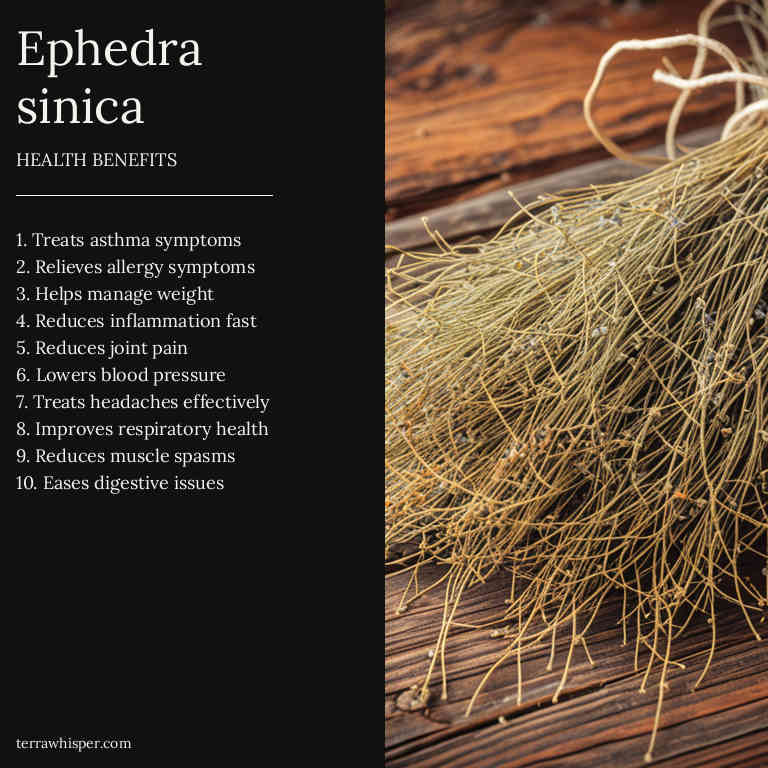 Ephedra
sinica
HEALTH BENEFITS
1. Treats asthma symptoms
2. Relieves allergy symptoms
3. Helps manage weight
4. Reduces inflammation fast
5. Reduces joint pain
6. Lowers blood pressure
7. Treats headaches effectively
8. Improves respiratory health
9. Reduces muscle spasms
10. Eases digestive issues
terrawhisper.com